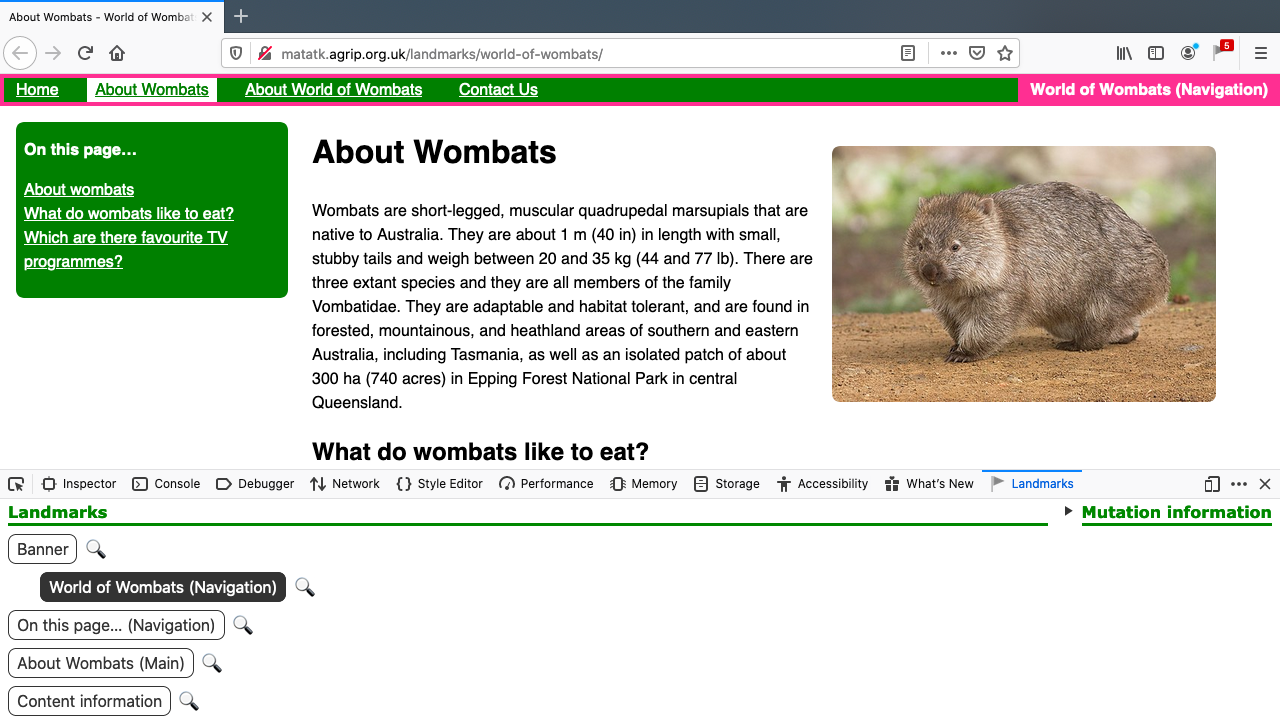 About Wombats - World of Wombat
matatk.agrip.org.uk/landmarks/world-of-wombats/
5
Home About Wombats About World of Wombats Contact Us World of Wombats (Navigation)
On this page…
About wombats
What do wombats like to eat?
Which are there favourite TV
programmes?
About Wombats
Wombats are short-legged, muscular quadrupedal marsupials that are
native to Australia. They are about 1 m (40 in) in length with small,
stubby tails and weigh between 20 and 35 kg (44 and 77 lb). There are
three extant species and they are all members of the family
Vombatidae. They are adaptable and habitat tolerant, and are found in
forested, mountainous, and heathland areas of southern and eastern
Australia, including Tasmania, as well as an isolated patch of about
300 ha (740 acres) in Epping Forest National Park in central
Queensland.
What do wombats like to eat?
Inspector Console Debugger Network Style Editor Performance Memory Storage Accessibility What's New Landmarks
Landmarks Mutation information
Banner
World of Wombats (Navigation)
On this page… (Navigation)
About Wombats (Main)
Content information